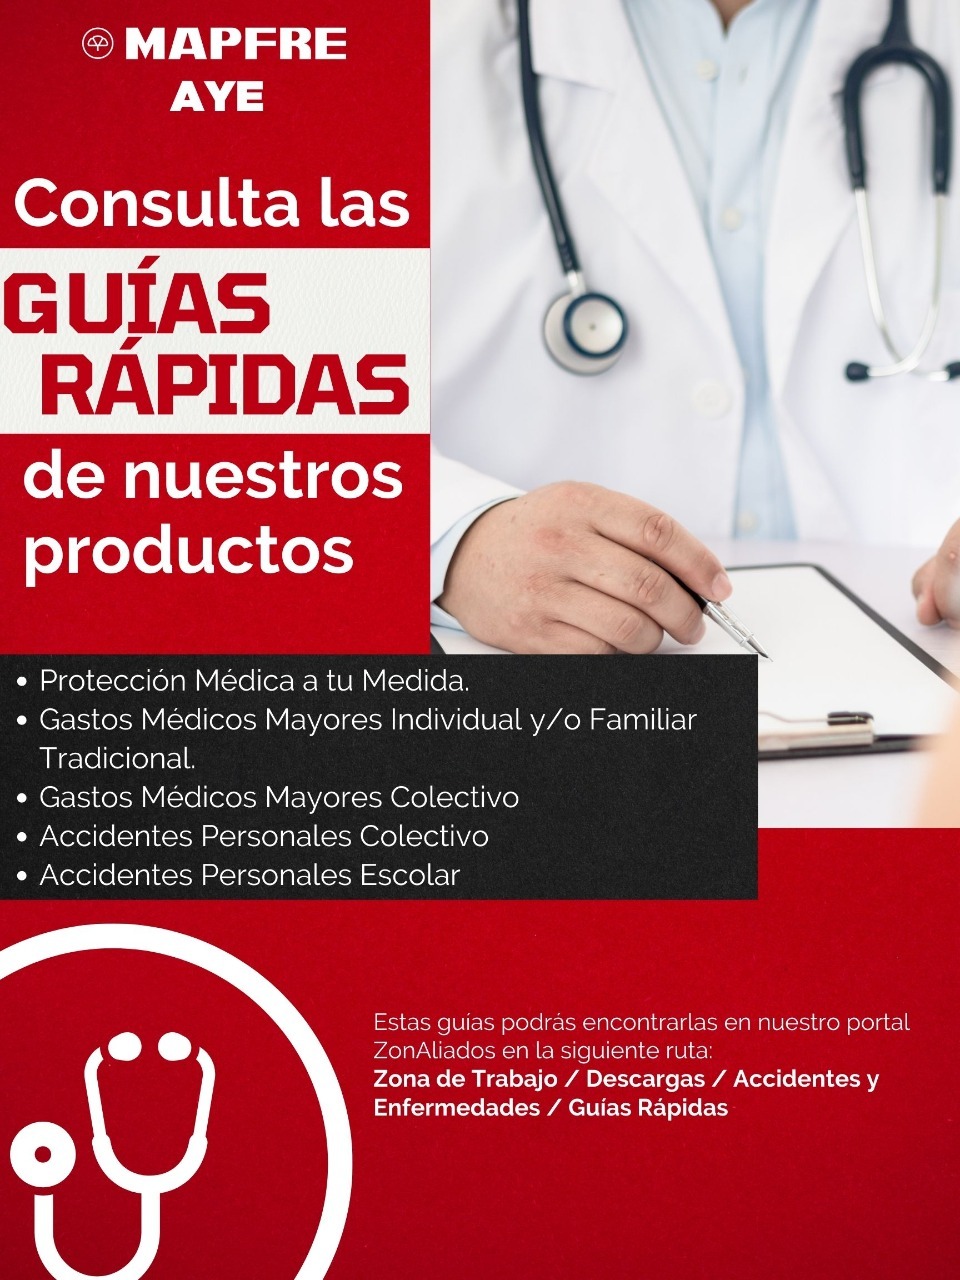 MAPFRE
AYE
Consulta las
GUÍAS
RÁPIDAS
de nuestros
productos
• Protección Médica a tu Medida.
• Gastos Médicos Mayores Individual y/o Familiar
Tradicional.
• Gastos Médicos Mayores Colectivo
• Accidentes Personales Colectivo
• Accidentes Personales Escolar
Estas guías podrás encontrarlas en nuestro portal
ZonAliados en la siguiente ruta:
Zona de Trabajo / Descargas / Accidentes y
Enfermedades / Guías Rápidas